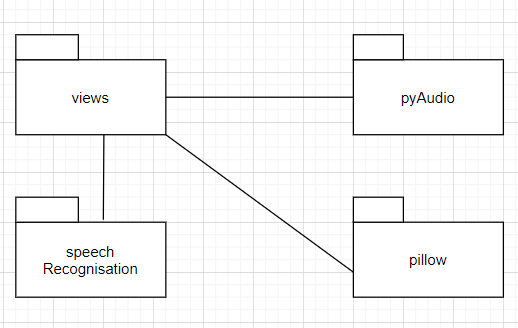 views
pyAudio
speech
Recognisation
pillow